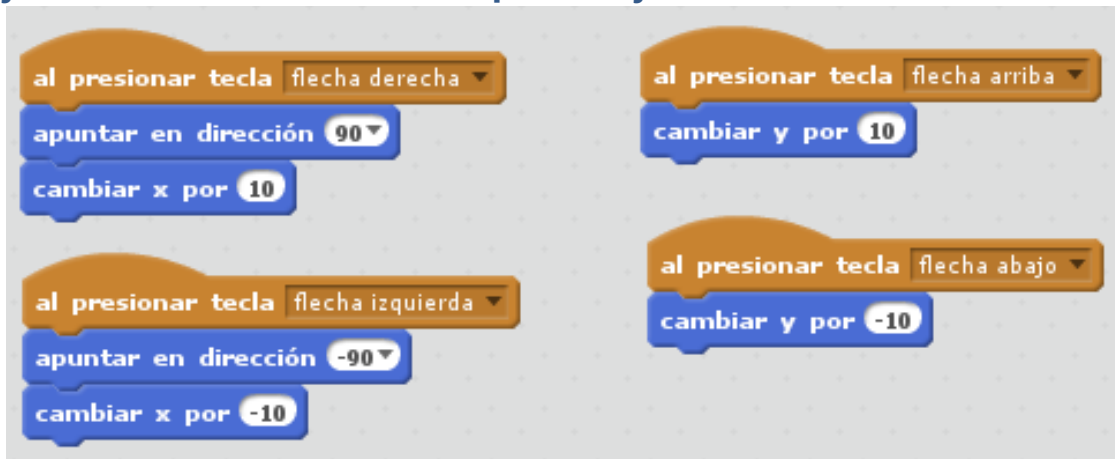 al presionar tecla flecha derecha
apuntar en dirección 90
cambiar x por 10
al presionar tecla flecha izquierda
apuntar en dirección -90
cambiar x por -10
al presionar tecla flecha arriba
cambiar y por 10
al presionar tecla flecha abajo
cambiar y por -10